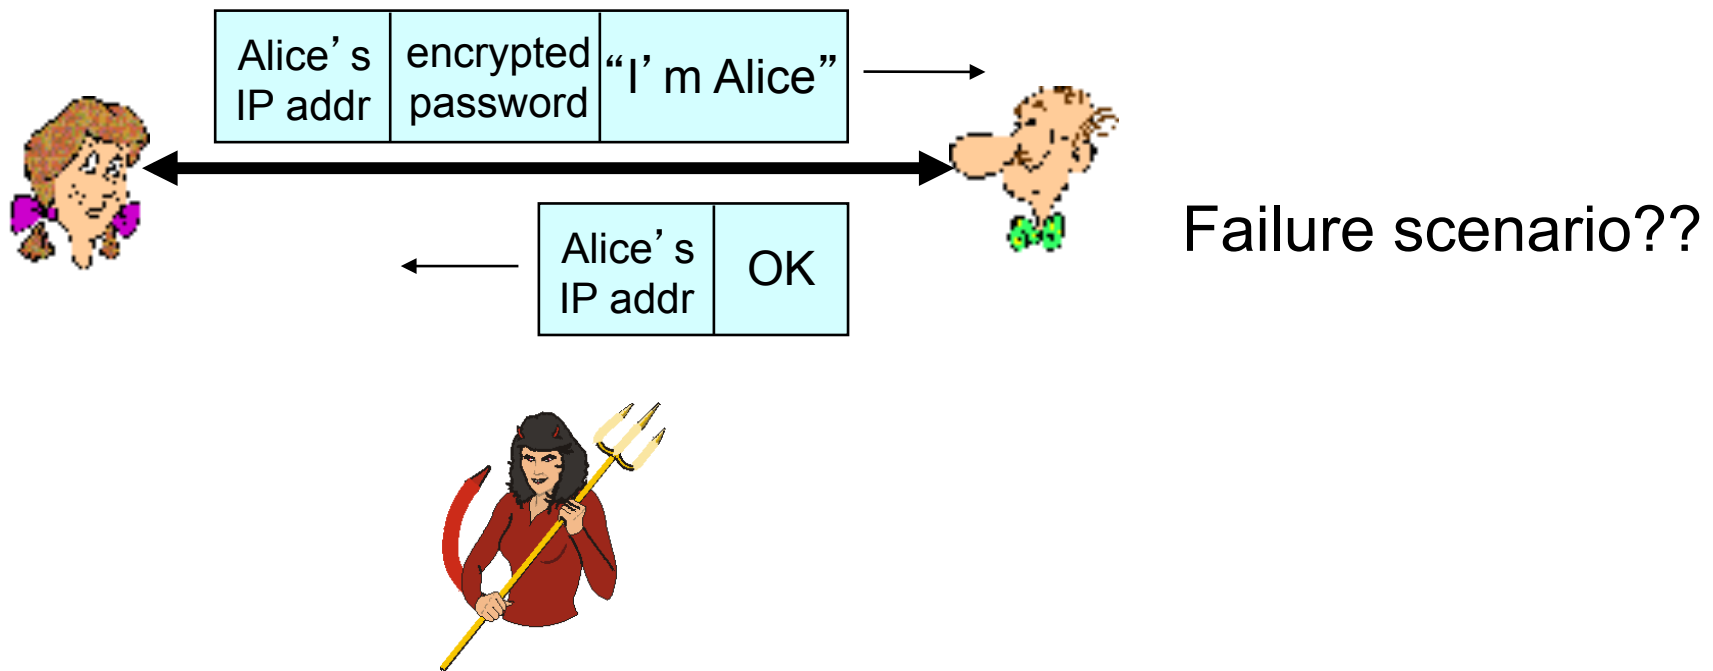 Alice’s
IP addr
encrypted
password
“I’m Alice”
Alice’s
IP addr
OK
Failure scenario??